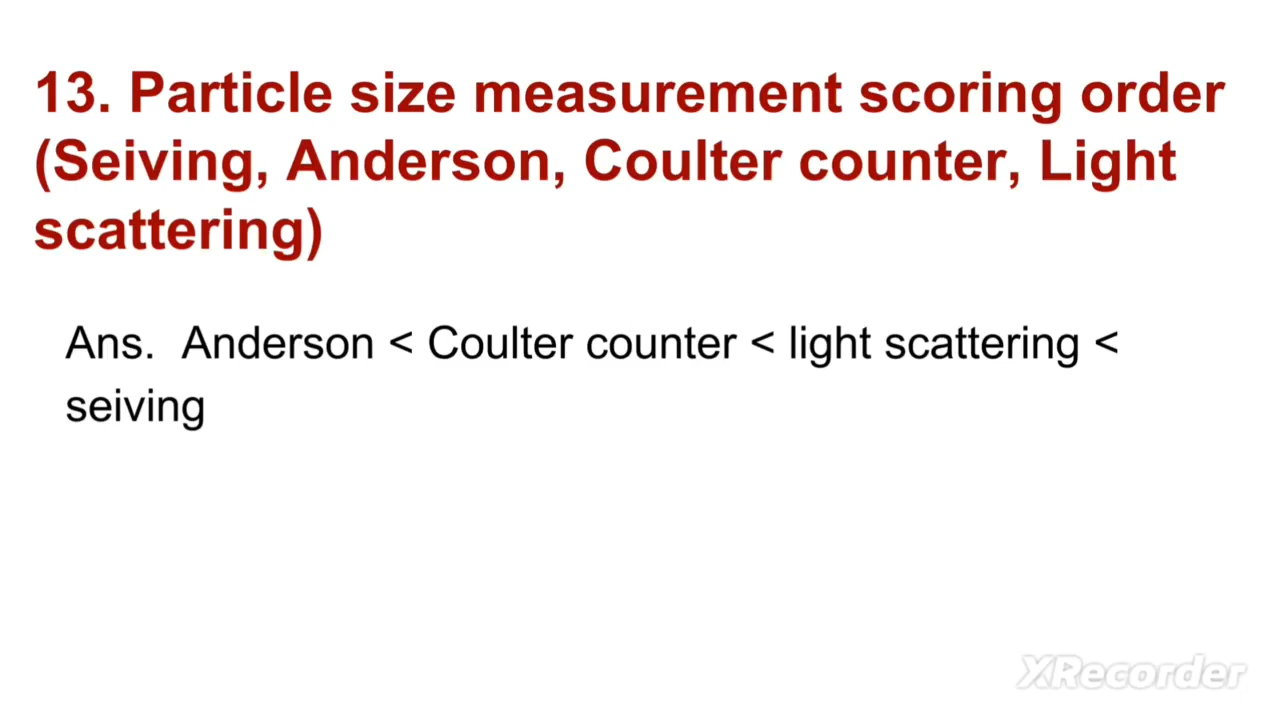 13. Particle size measurement scoring order
(Seiving, Anderson, Coulter counter, Light
scattering)
Ans. Anderson < Coulter counter < light scattering <
seiving
XRecorder